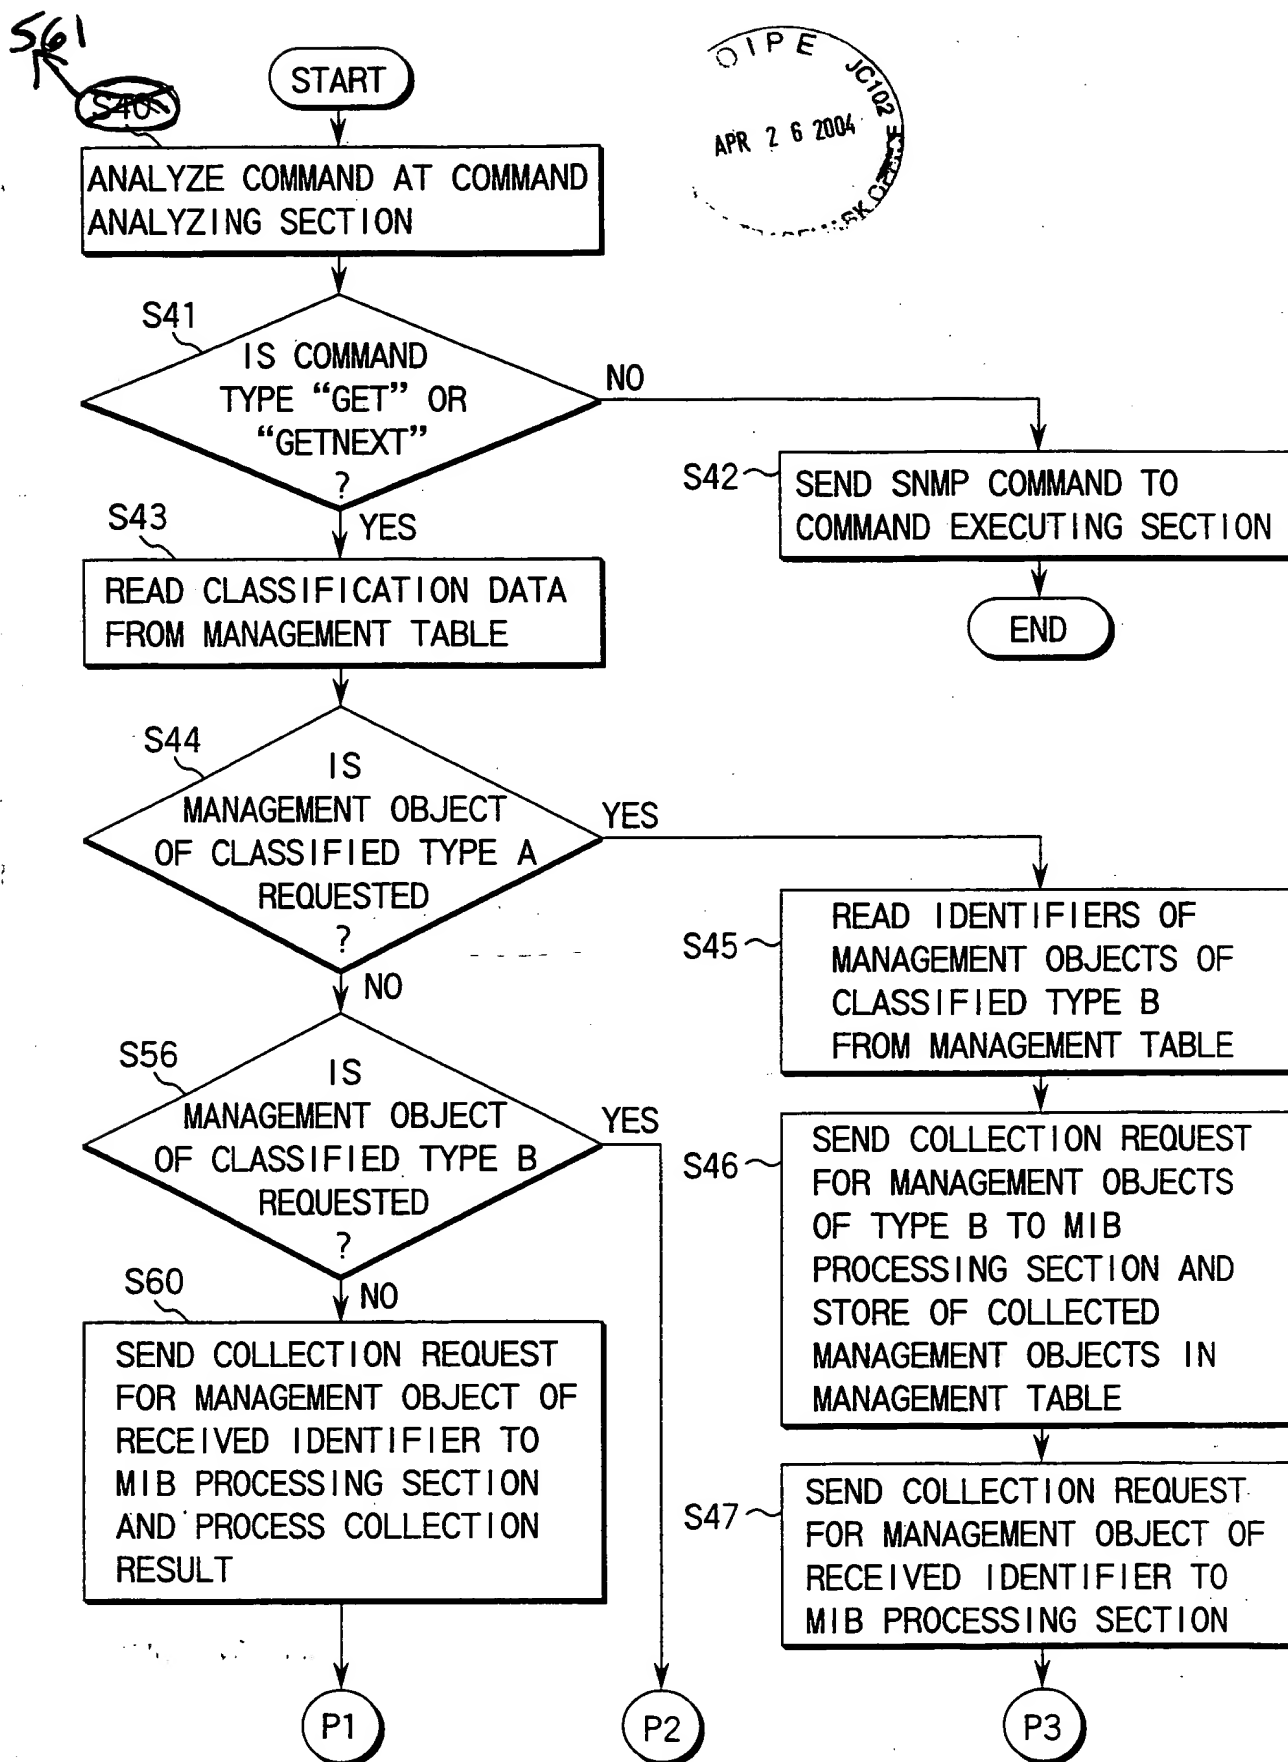 S61
S40
START
OIPE JC102
APR 26 2004
ANALYZE COMMAND AT COMMAND
ANALYZING SECTION
S41
IS COMMAND
TYPE “GET” OR
“GETNEXT”
?
NO
YES
S42
SEND SNMP COMMAND TO
COMMAND EXECUTING SECTION
END
S43
READ CLASSIFICATION DATA
FROM MANAGEMENT TABLE
S44
IS
MANAGEMENT OBJECT
OF CLASSIFIED TYPE A
REQUESTED
?
YES
NO
S45
READ IDENTIFIERS OF
MANAGEMENT OBJECTS OF
CLASSIFIED TYPE B
FROM MANAGEMENT TABLE
S56
IS
MANAGEMENT OBJECT
OF CLASSIFIED TYPE B
REQUESTED
?
YES
NO
S46
SEND COLLECTION REQUEST
FOR MANAGEMENT OBJECTS
OF TYPE B TO MIB
PROCESSING SECTION AND
STORE OF COLLECTED
MANAGEMENT OBJECTS IN
MANAGEMENT TABLE
S60
SEND COLLECTION REQUEST
FOR MANAGEMENT OBJECT OF
RECEIVED IDENTIFIER TO
MIB PROCESSING SECTION
AND PROCESS COLLECTION
RESULT
S47
SEND COLLECTION REQUEST
FOR MANAGEMENT OBJECT OF
RECEIVED IDENTIFIER TO
MIB PROCESSING SECTION
P1
P2
P3